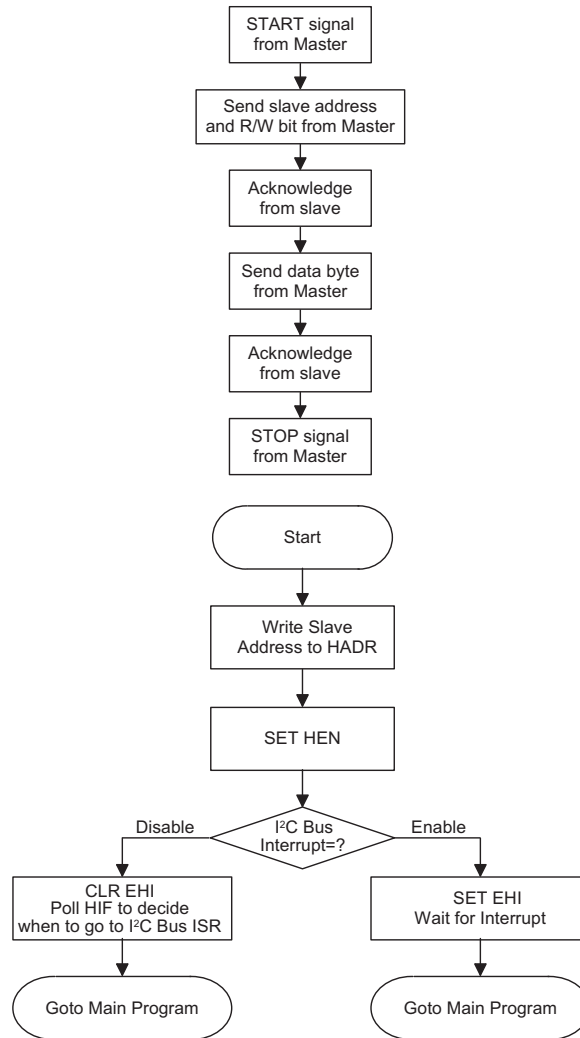 START signal
from Master
Send slave address
and R/W bit from Master
Acknowledge
from slave
Send data byte
from Master
Acknowledge
from slave
STOP signal
from Master
Start
Write Slave
Address to HADR
SET HEN
I²C Bus
Interrupt=?
Disable
Enable
CLR EHI
Poll HIF to decide
when to go to I²C Bus ISR
SET EHI
Wait for Interrupt
Goto Main Program
Goto Main Program